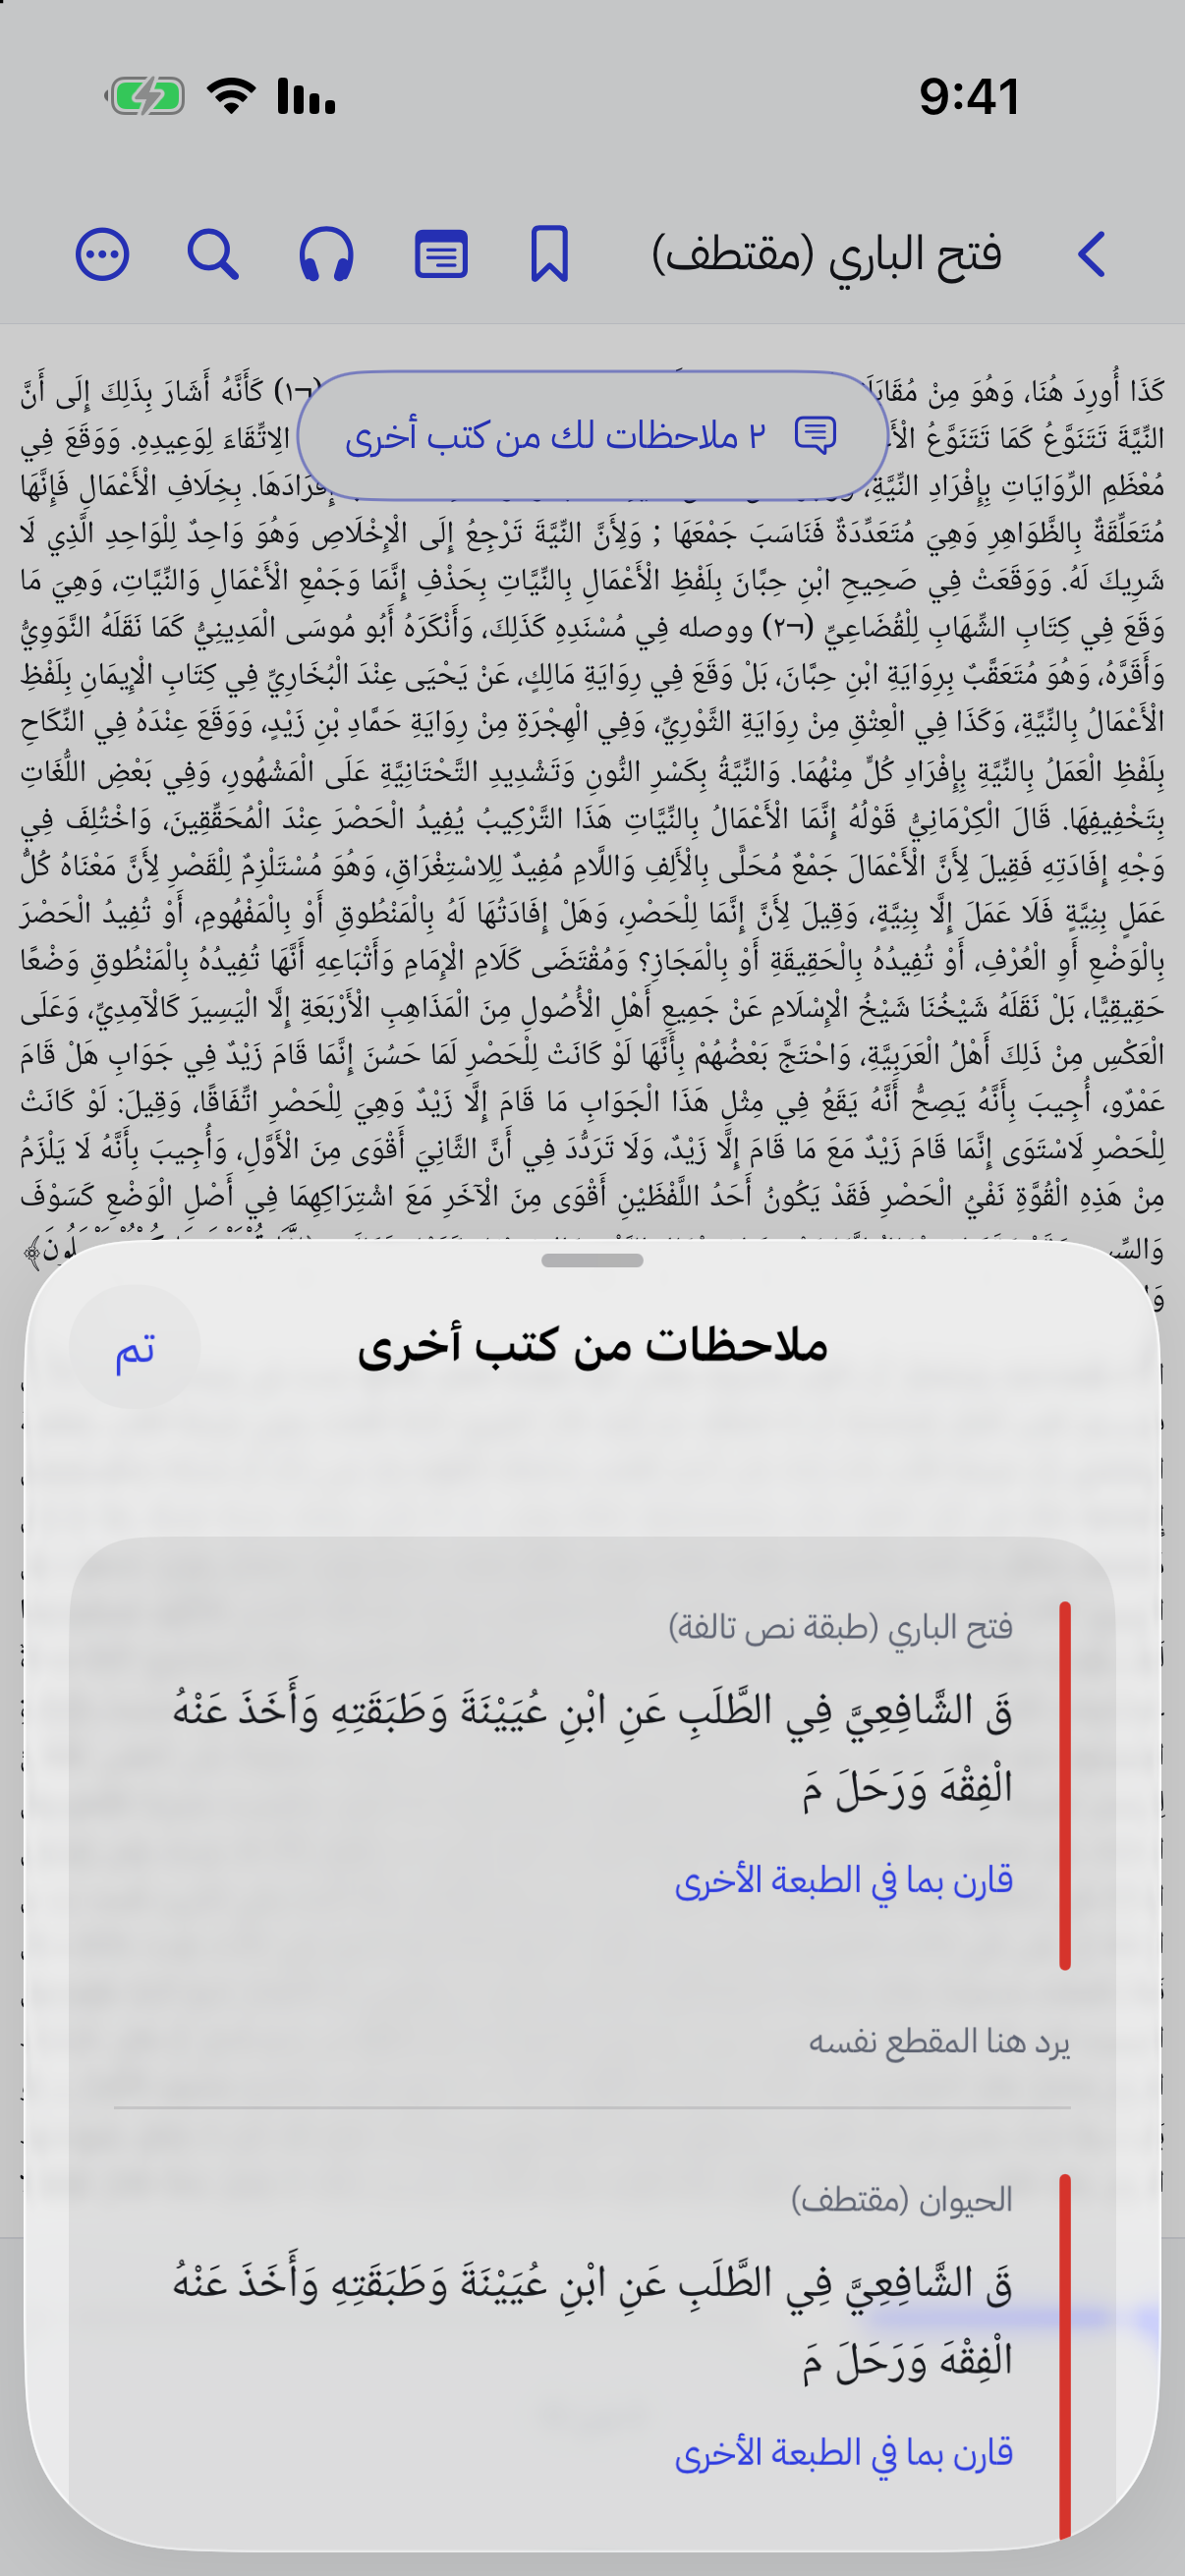 9:41
فتح الباري (مقتطف)
كَذَا أُورِدَ هُنَا، وَهُوَ مِنْ (¬١) كَأَنَّهُ أَشَارَ بِذَلِكَ إِلَى أَنَّ
٢ ملاحظات لك من كتب أخرى
النِّيَّةَ تَتَنَوَّعُ كَمَا تَتَنَوَّعُ الِاتِّقَاءَ لِوَعِيدِهِ. وَوَقَعَ فِي
مُعْظَمِ الرِّوَايَاتِ بِإِفْرَادِ النِّيَّةِ، إِفْرَادَهَا. بِخِلَافِ الْأَعْمَالِ فَإِنَّهَا
مُتَعَلِّقَةٌ بِالظَّوَاهِرِ وَهِيَ مُتَعَدِّدَةٌ فَنَاسَبَ جَمْعَهَا ; وَلِأَنَّ النِّيَّةَ تَرْجِعُ إِلَى الْإِخْلَاصِ وَهُوَ وَاحِدٌ لِلْوَاحِدِ الَّذِي لَا
شَرِيكَ لَهُ. وَوَقَعَتْ فِي صَحِيحِ ابْنِ حِبَّانَ بِلَفْظِ الْأَعْمَالِ بِالنِّيَّاتِ بِحَذْفِ إِنَّمَا وَجَمْعِ الْأَعْمَالِ وَالنِّيَّاتِ، وَهِيَ مَا
وَقَعَ فِي كِتَابِ الشِّهَابِ لِلْقُضَاعِيِّ (¬٢) ووصله فِي مُسْنَدِهِ كَذَلِكَ، وَأَنْكَرَهُ أَبُو مُوسَى الْمَدِينِيُّ كَمَا نَقَلَهُ النَّوَوِيُّ
وَأَقَرَّهُ، وَهُوَ مُتَعَقَّبٌ بِرِوَايَةِ ابْنِ حِبَّانَ، بَلْ وَقَعَ فِي رِوَايَةِ مَالِكٍ، عَنْ يَحْيَى عِنْدَ الْبُخَارِيِّ فِي كِتَابِ الْإِيمَانِ بِلَفْظِ
الْأَعْمَالُ بِالنِّيَّةِ، وَكَذَا فِي الْعِتْقِ مِنْ رِوَايَةِ الثَّوْرِيِّ، وَفِي الْهِجْرَةِ مِنْ رِوَايَةِ حَمَّادِ بْنِ زَيْدٍ، وَوَقَعَ عِنْدَهُ فِي النِّكَاحِ
بِلَفْظِ الْعَمَلُ بِالنِّيَّةِ بِإِفْرَادِ كُلٍّ مِنْهُمَا. وَالنِّيَّةُ بِكَسْرِ النُّونِ وَتَشْدِيدِ التَّحْتَانِيَّةِ عَلَى الْمَشْهُورِ، وَفِي بَعْضِ اللُّغَاتِ
بِتَخْفِيفِهَا. قَالَ الْكِرْمَانِيُّ قَوْلُهُ إِنَّمَا الْأَعْمَالُ بِالنِّيَّاتِ هَذَا التَّرْكِيبُ يُفِيدُ الْحَصْرَ عِنْدَ الْمُحَقِّقِينَ، وَاخْتُلِفَ فِي
وَجْهِ إِفَادَتِهِ فَقِيلَ لِأَنَّ الْأَعْمَالَ جَمْعٌ مُحَلًّى بِالْأَلِفِ وَاللَّامِ مُفِيدٌ لِلِاسْتِغْرَاقِ، وَهُوَ مُسْتَلْزِمٌ لِلْقَصْرِ لِأَنَّ مَعْنَاهُ كُلُّ
عَمَلٍ بِنِيَّةٍ فَلَا عَمَلَ إِلَّا بِنِيَّةٍ، وَقِيلَ لِأَنَّ إِنَّمَا لِلْحَصْرِ، وَهَلْ إِفَادَتُهَا لَهُ بِالْمَنْطُوقِ أَوْ بِالْمَفْهُومِ، أَوْ تُفِيدُ الْحَصْرَ
بِالْوَضْعِ أَوِ الْعُرْفِ، أَوْ تُفِيدُهُ بِالْحَقِيقَةِ أَوْ بِالْمَجَازِ؟ وَمُقْتَضَى كَلَامِ الْإِمَامِ وَأَتْبَاعِهِ أَنَّهَا تُفِيدُهُ بِالْمَنْطُوقِ وَضْعًا
حَقِيقِيًّا، بَلْ نَقَلَهُ شَيْخُنَا شَيْخُ الْإِسْلَامِ عَنْ جَمِيعِ أَهْلِ الْأُصُولِ مِنَ الْمَذَاهِبِ الْأَرْبَعَةِ إِلَّا الْيَسِيرَ كَالْآمِدِيِّ، وَعَلَى
الْعَكْسِ مِنْ ذَلِكَ أَهْلُ الْعَرَبِيَّةِ، وَاحْتَجَّ بَعْضُهُمْ بِأَنَّهَا لَوْ كَانَتْ لِلْحَصْرِ لَمَا حَسُنَ إِنَّمَا قَامَ زَيْدٌ فِي جَوَابِ هَلْ قَامَ
عَمْرٌو، أُجِيبَ بِأَنَّهُ يَصِحُّ أَنَّهُ يَقَعُ فِي مِثْلِ هَذَا الْجَوَابِ مَا قَامَ إِلَّا زَيْدٌ وَهِيَ لِلْحَصْرِ اتِّفَاقًا، وَقِيلَ: لَوْ كَانَتْ
لِلْحَصْرِ لَاسْتَوَى إِنَّمَا قَامَ زَيْدٌ مَعَ مَا قَامَ إِلَّا زَيْدٌ، وَلَا تَرَدُّدَ فِي أَنَّ الثَّانِيَ أَقْوَى مِنَ الْأَوَّلِ، وَأُجِيبَ بِأَنَّهُ لَا يَلْزَمُ
مِنْ هَذِهِ الْقُوَّةِ نَفْيُ الْحَصْرِ فَقَدْ يَكُونُ أَحَدُ اللَّفْظَيْنِ أَقْوَى مِنَ الْآخَرِ مَعَ اشْتِرَاكِهِمَا فِي أَصْلِ الْوَضْعِ كَسَوْفَ
ملاحظات من كتب أخرى
تم
فتح الباري (طبقة نص تالفة)
قَ الشَّافِعِيَّ فِي الطَّلَبِ عَنِ ابْنِ عُيَيْنَةَ وَطَبَقَتِهِ وَأَخَذَ عَنْهُ
الْفِقْهَ وَرَحَلَ مَ
قارن بما في الطبعة الأخرى
يرد هنا المقطع نفسه
الحيوان (مقتطف)
قَ الشَّافِعِيَّ فِي الطَّلَبِ عَنِ ابْنِ عُيَيْنَةَ وَطَبَقَتِهِ وَأَخَذَ عَنْهُ
الْفِقْهَ وَرَحَلَ مَ
قارن بما في الطبعة الأخرى